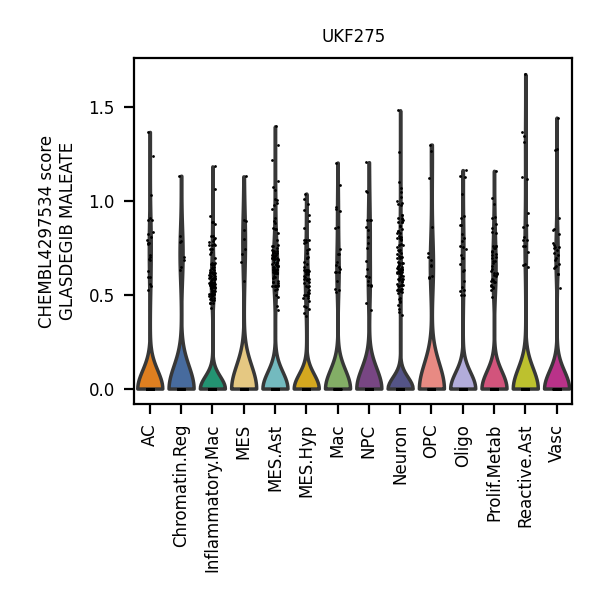 UKF275
CHEMBL4297534 score
GLASDEGIB MALEATE
1.5
1.0
0.5
0.0
AC
Chromatin.Reg
Inflammatory.Mac
MES
MES.Ast
MES.Hyp
Mac
NPC
Neuron
OPC
Oligo
Prolif.Metab
Reactive.Ast
Vasc